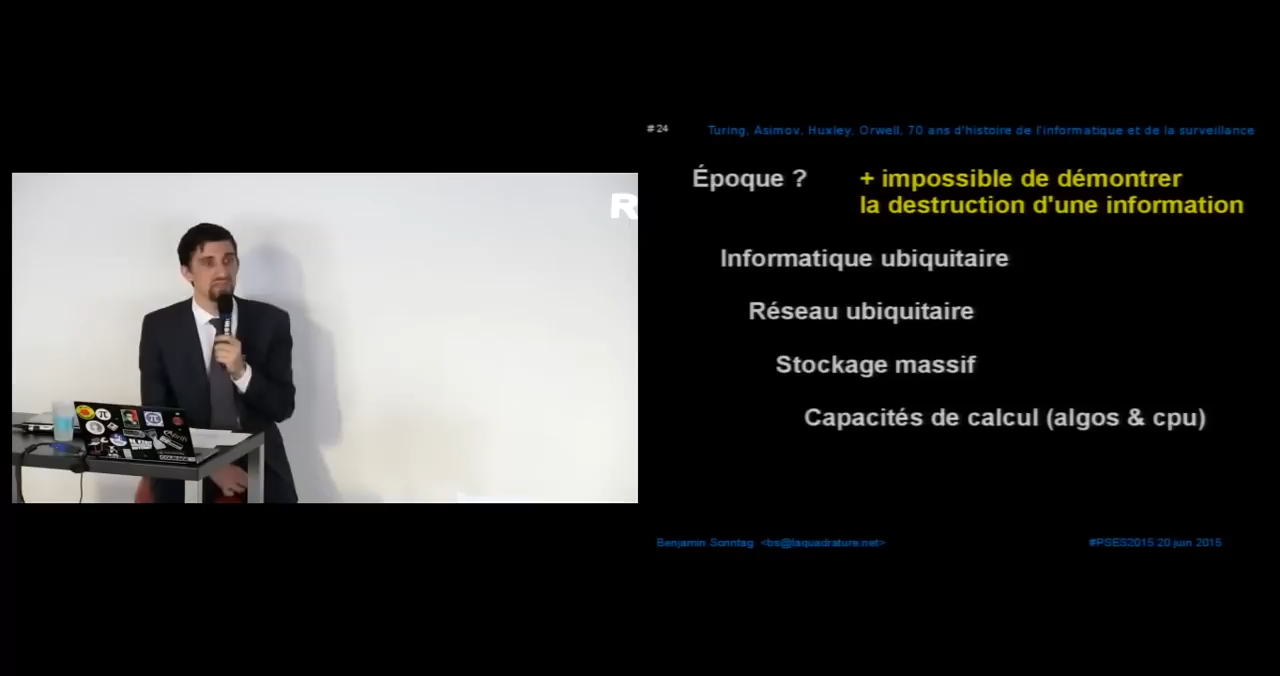 #24
Turing, Asimov, Huxley, Orwell, 70 ans d'histoire de l'informatique et de la surveillance
Époque ?
+ impossible de démontrer
la destruction d'une information
Informatique ubiquitaire
Réseau ubiquitaire
Stockage massif
Capacités de calcul (algos & cpu)
Benjamin Sonntag <bs@laquadrature.net>
#PSES2015 20 juin 2015
R
π
π